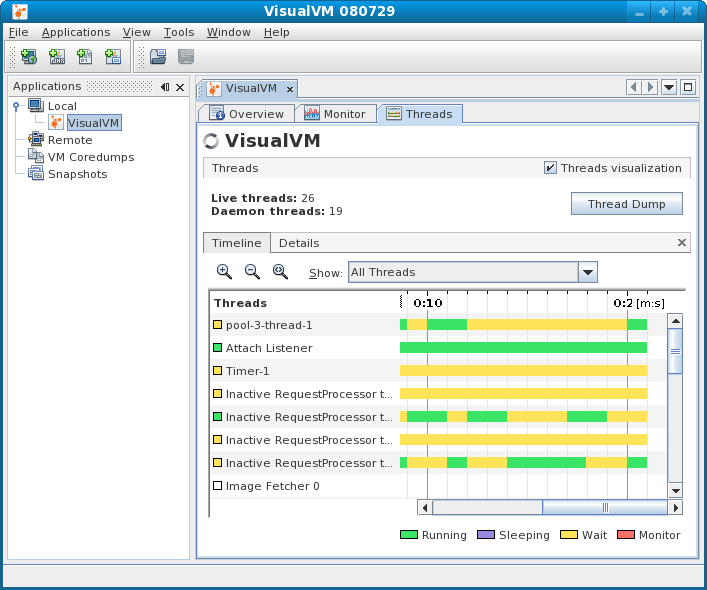 VisualVM 080729
File Applications View Tools Window Help
Applications
Local
VisualVM
Remote
VM Coredumps
Snapshots
VisualVM
Overview Monitor Threads
VisualVM
Threads
Threads visualization
Live threads: 26
Daemon threads: 19
Thread Dump
Timeline Details
Show: All Threads
Threads 0:10 0:2 [m:s]
pool-3-thread-1
Attach Listener
Timer-1
Inactive RequestProcessor t...
Inactive RequestProcessor t...
Inactive RequestProcessor t...
Inactive RequestProcessor t...
Image Fetcher 0
Running Sleeping Wait Monitor